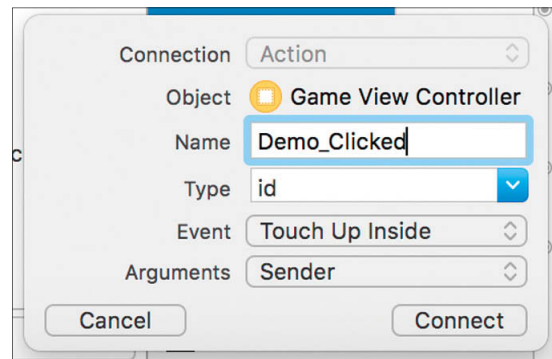 Connection Action
Object Game View Controller
Name Demo_Clicked
c
Type id
Event Touch Up Inside
Arguments Sender
Cancel Connect